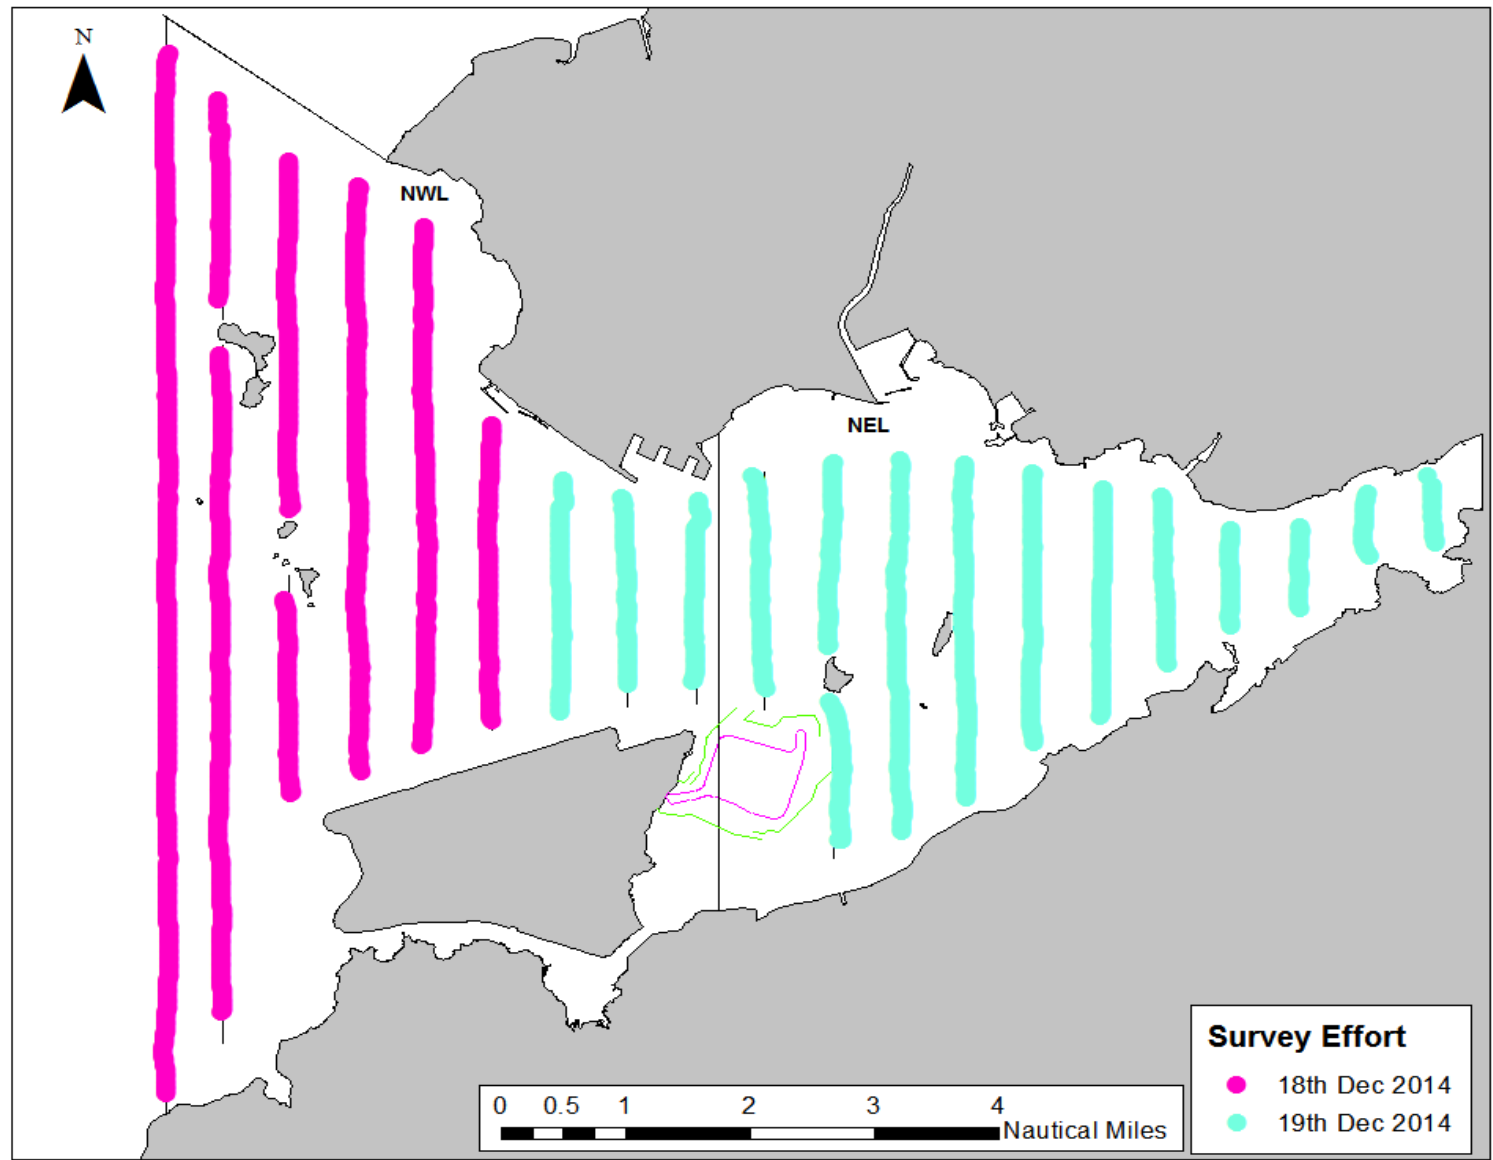 N
NWL
NEL
Survey Effort
18th Dec 2014
19th Dec 2014
0 0.5 1 2 3 4
Nautical Miles